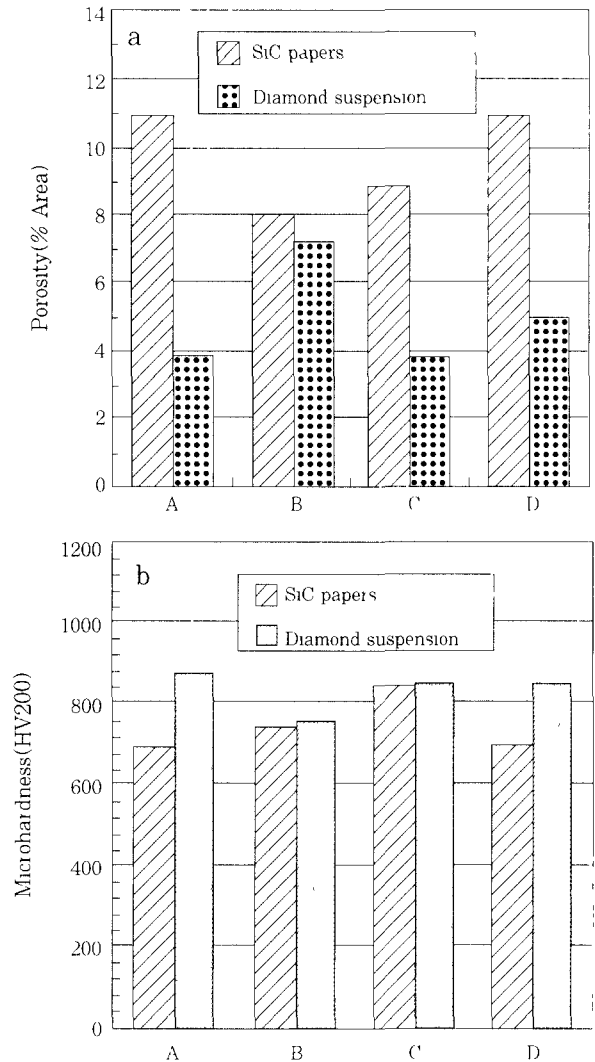 14
a
SiC papers
Diamond suspension
12
10
8
6
4
2
0
Porosity(% Area)
A B C D
1200
b
SiC papers
Diamond suspension
1000
800
600
400
200
0
Microhardness(HV200)
A B C D